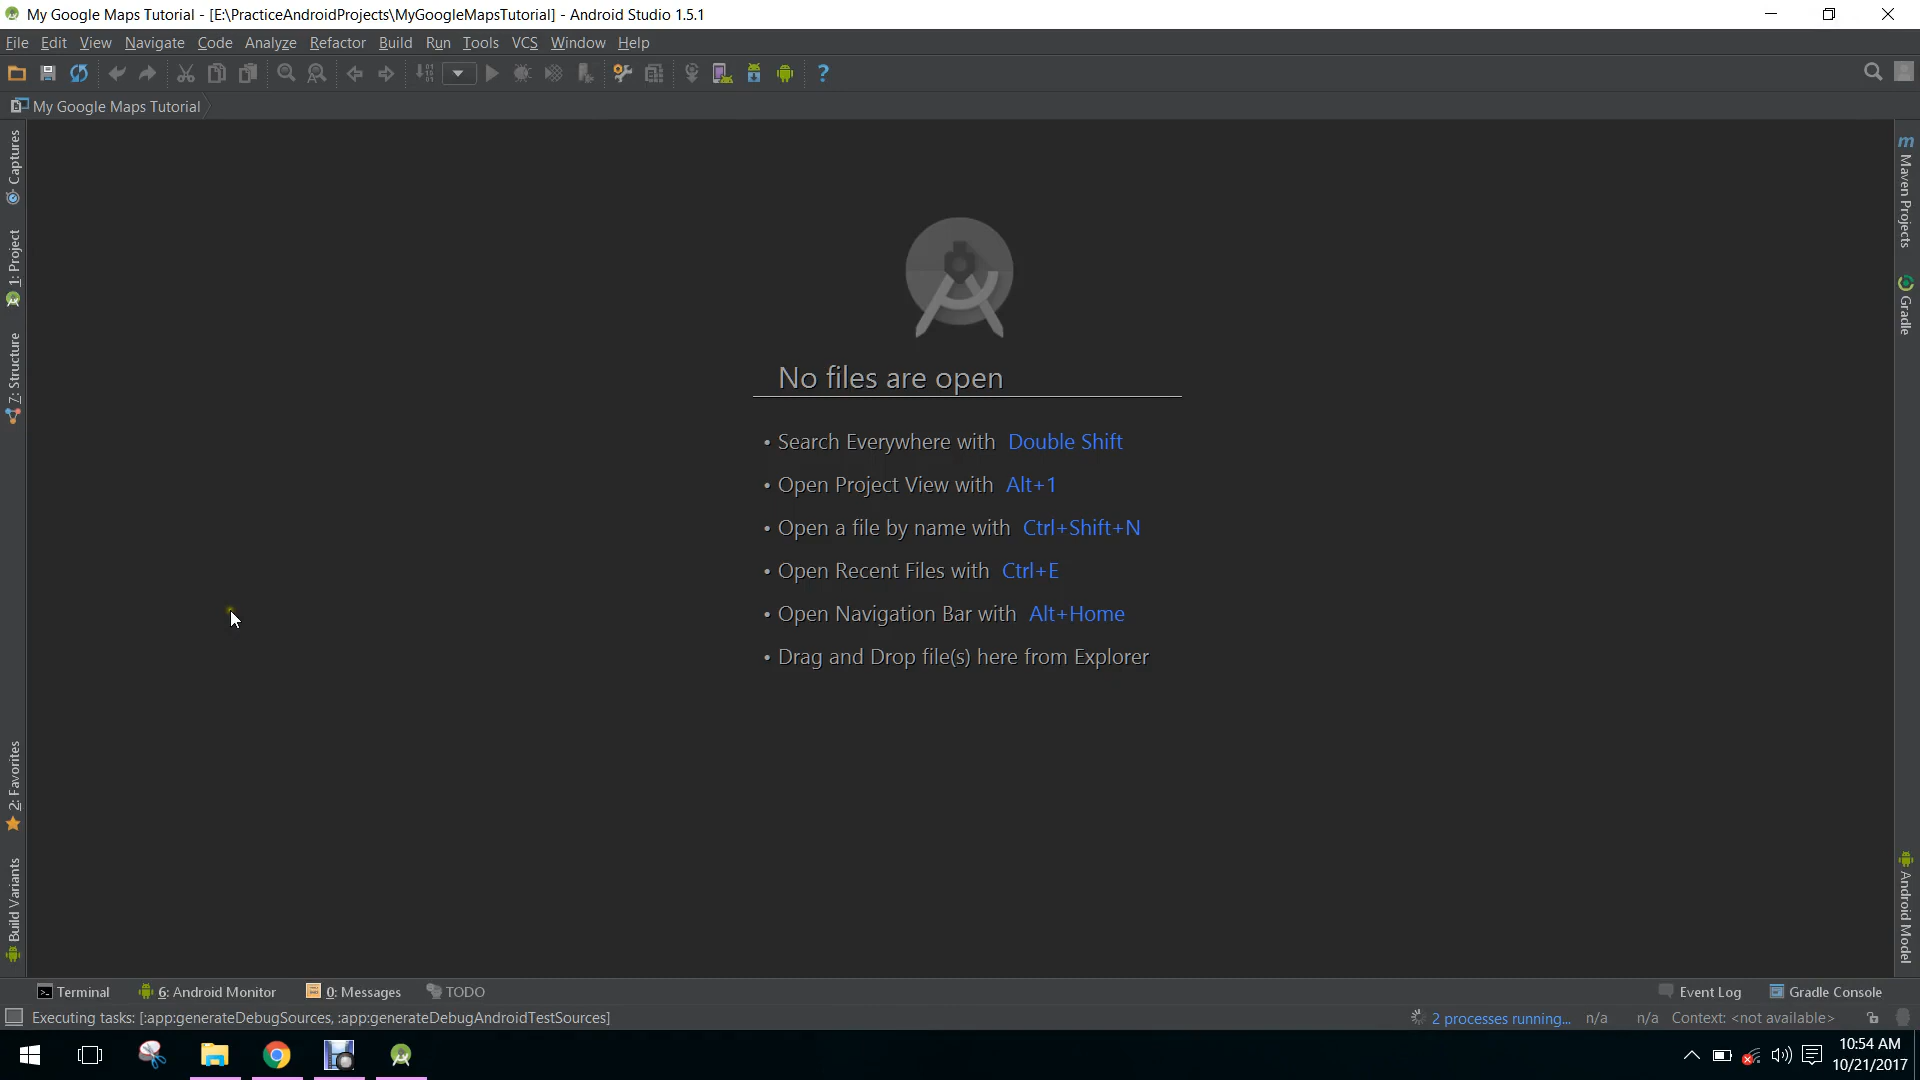 My Google Maps Tutorial - [E:\PracticeAndroidProjects\MyGoogleMapsTutorial] - Android Studio 1.5.1
File Edit View Navigate Code Analyze Refactor Build Run Tools VCS Window Help
My Google Maps Tutorial
Captures
1: Project
7: Structure
2: Favorites
Build Variants
No files are open
• Search Everywhere with Double Shift
• Open Project View with Alt+1
• Open a file by name with Ctrl+Shift+N
• Open Recent Files with Ctrl+E
• Open Navigation Bar with Alt+Home
• Drag and Drop file(s) here from Explorer
m Maven Projects
Gradle
Android Model
Terminal 6: Android Monitor 0: Messages TODO Event Log Gradle Console
Executing tasks: [:app:generateDebugSources, :app:generateDebugAndroidTestSources] 2 processes running... n/a n/a Context: <not available>
10:54 AM
10/21/2017